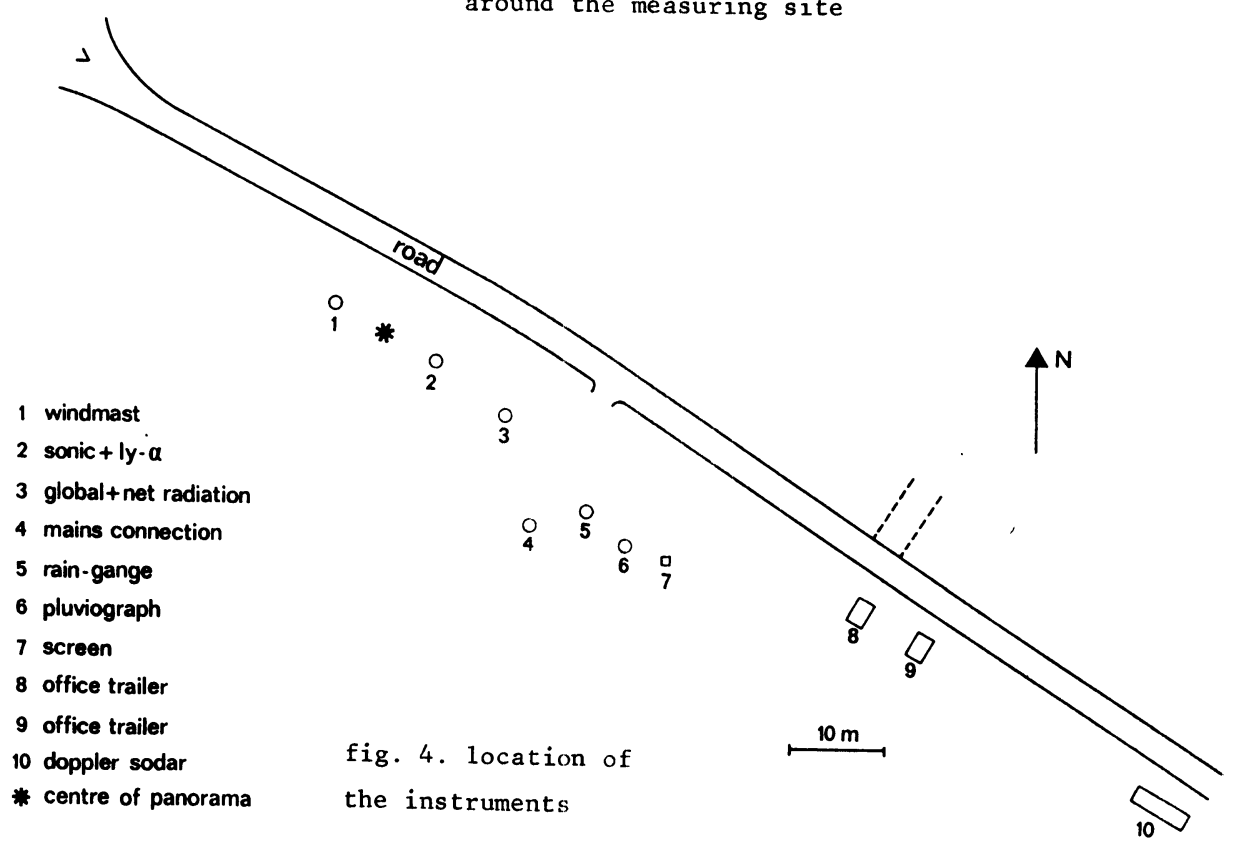 around the measuring site
road
1
2
3
N
4
5
6
7
8
9
10 m
10
1 windmast
2 sonic + ly-α
3 global+net radiation
4 mains connection
5 rain-gange
6 pluviograph
7 screen
8 office trailer
9 office trailer
10 doppler sodar
✱ centre of panorama
fig. 4. location of
the instruments